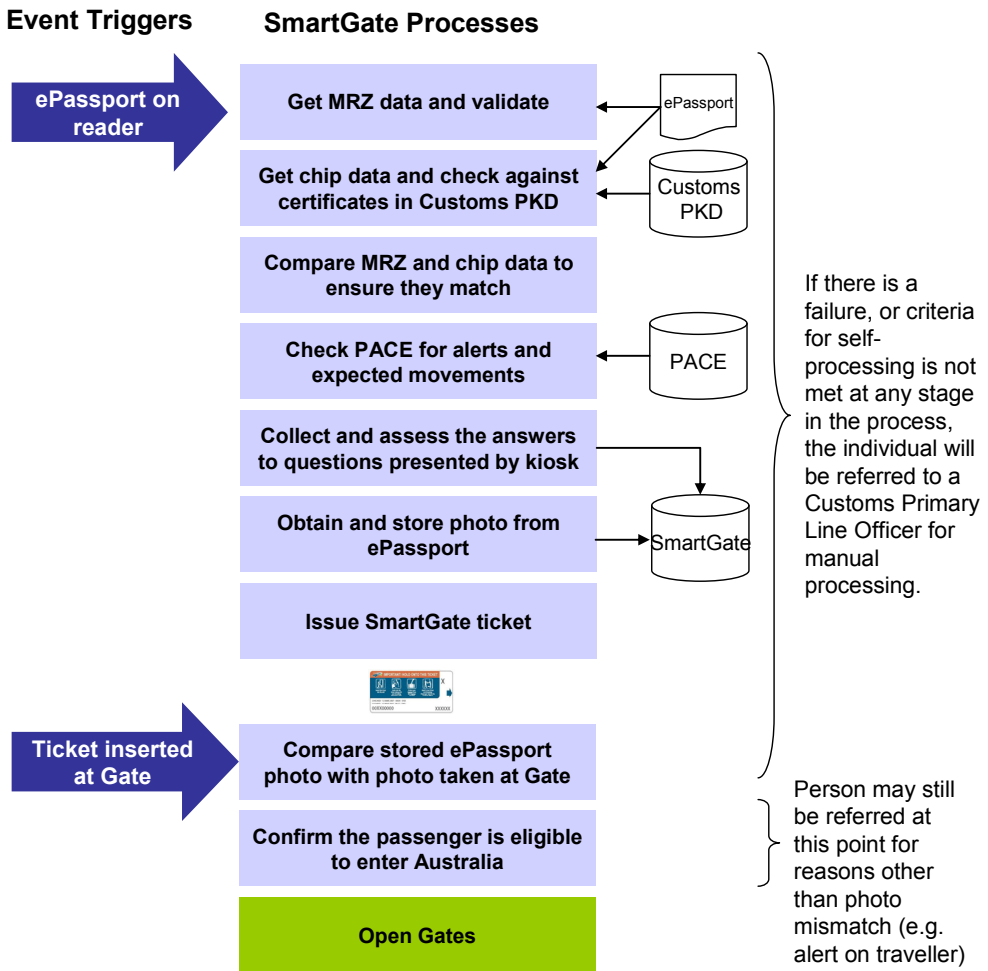 Event Triggers
SmartGate Processes
ePassport on
reader
Get MRZ data and validate
ePassport
Get chip data and check against
certificates in Customs PKD
Customs
PKD
Compare MRZ and chip data to
ensure they match
Check PACE for alerts and
expected movements
PACE
Collect and assess the answers
to questions presented by kiosk
Obtain and store photo from
ePassport
SmartGate
Issue SmartGate ticket
If there is a
failure, or criteria
for self-
processing is not
met at any stage
in the process,
the individual will
be referred to a
Customs Primary
Line Officer for
manual
processing.
X
XXXXXXXXX
XXXXXX
Ticket inserted
at Gate
Compare stored ePassport
photo with photo taken at Gate
Confirm the passenger is eligible
to enter Australia
Person may still
be referred at
this point for
reasons other
than photo
mismatch (e.g.
alert on traveller)
Open Gates